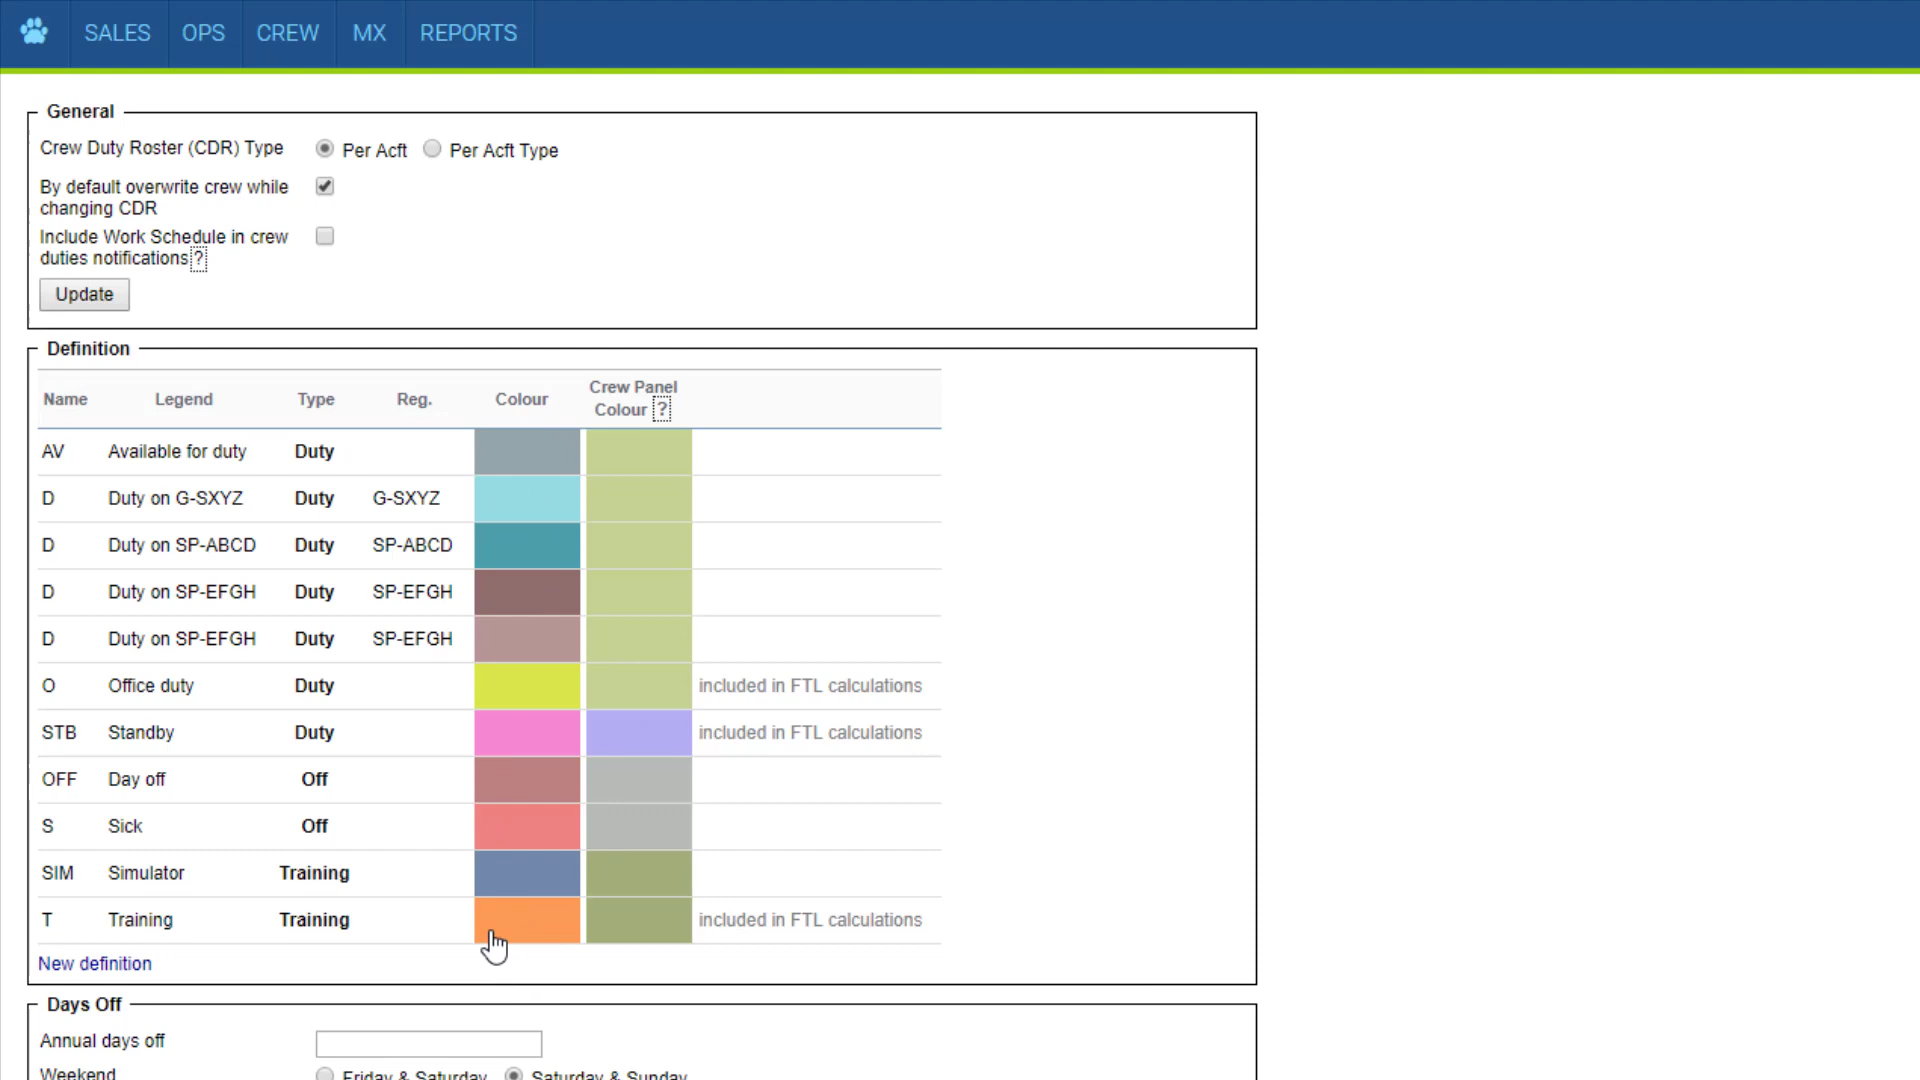 SALES OPS CREW MX REPORTS
General
Crew Duty Roster (CDR) Type Per Acft Per Acft Type
By default overwrite crew while
changing CDR
Include Work Schedule in crew
duties notifications ?
Update
Definition
Name Legend Type Reg. Colour Crew Panel
Colour ?
AV Available for duty Duty
D Duty on G-SXYZ Duty G-SXYZ
D Duty on SP-ABCD Duty SP-ABCD
D Duty on SP-EFGH Duty SP-EFGH
D Duty on SP-EFGH Duty SP-EFGH
O Office duty Duty included in FTL calculations
STB Standby Duty included in FTL calculations
OFF Day off Off
S Sick Off
SIM Simulator Training
T Training Training included in FTL calculations
New definition
Days Off
Annual days off
Weekend Friday & Saturday Saturday & Sunday